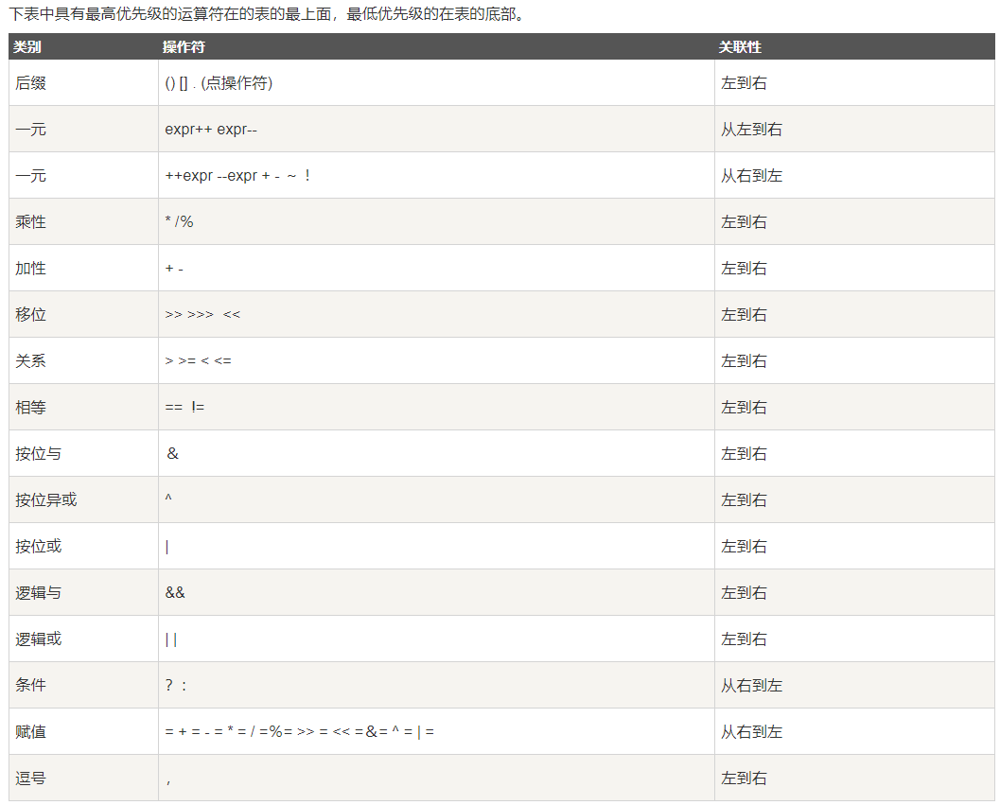 下表中具有最高优先级的运算符在的表的最上面，最低优先级的在表的底部。
类别 操作符 关联性
后缀 () [] . (点操作符) 左到右
一元 expr++ expr-- 从左到右
一元 ++expr --expr + - ～ ！ 从右到左
乘性 * /% 左到右
加性 + - 左到右
移位 >> >>>  << 左到右
关系 > >= < <= 左到右
相等 ==  != 左到右
按位与 ＆ 左到右
按位异或 ^ 左到右
按位或 | 左到右
逻辑与 && 左到右
逻辑或 | | 左到右
条件 ？： 从右到左
赋值 = + = - = * = / =％= >> = << =＆= ^ = | = 从右到左
逗号 ， 左到右